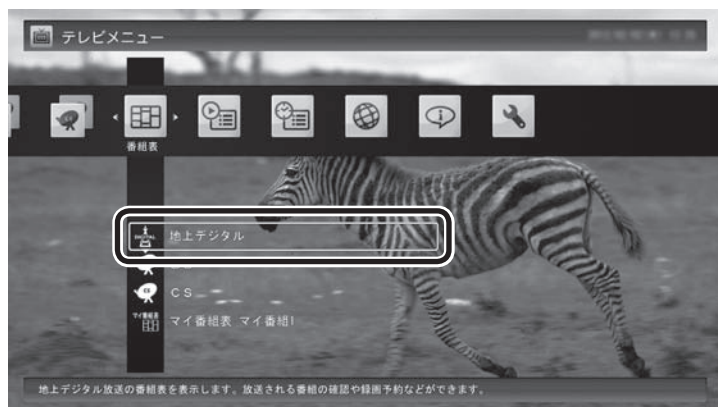 テレビメニュー
番組表
地上デジタル
CS
マイ番組表 マイ番組!
地上デジタル放送の番組表を表示します。放送される番組の確認や録画予約などができます。